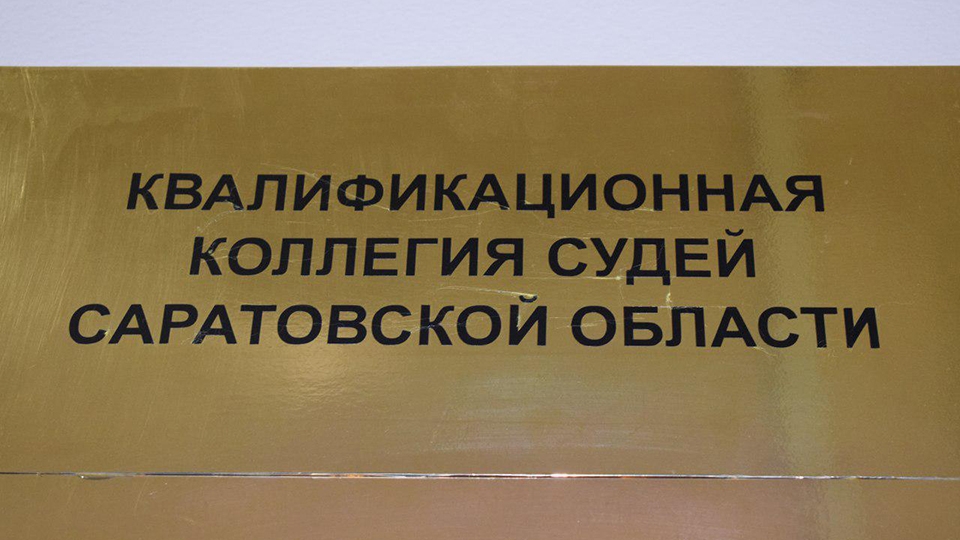 КВАЛИФИКАЦИОННАЯ
КОЛЛЕГИЯ СУДЕЙ
САРАТОВСКОЙ ОБЛАСТИ